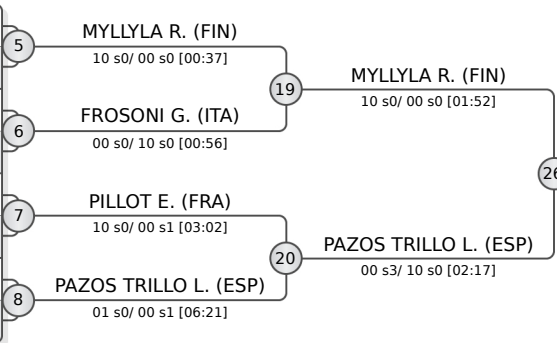 5
MYLLYLA R. (FIN)
10 s0/ 00 s0 [00:37]
19
MYLLYLA R. (FIN)
10 s0/ 00 s0 [01:52]
6
FROSONI G. (ITA)
00 s0/ 10 s0 [00:56]
26
7
PILLOT E. (FRA)
10 s0/ 00 s1 [03:02]
20
PAZOS TRILLO L. (ESP)
00 s3/ 10 s0 [02:17]
8
PAZOS TRILLO L. (ESP)
01 s0/ 00 s1 [06:21]